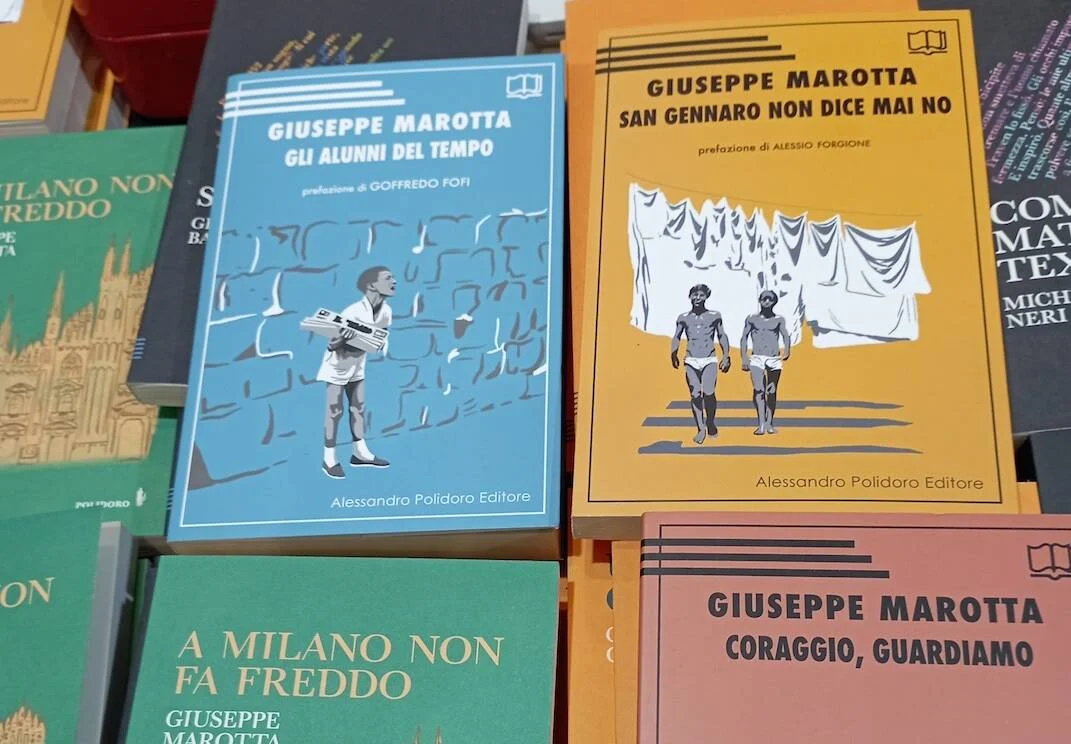 Editore
MILANO NON
FREDDO
POLIDORO
GIUSEPPE MAROTTA
GLI ALUNNI DEL TEMPO
prefazione di GOFFREDO FOFI
Alessandro Polidoro Editore
GIUSEPPE MAROTTA
SAN GENNARO NON DICE MAI NO
prefazione di ALESSIO FORGIONE
Alessandro Polidoro Editore
COM
MAT
TEX
MICH
NERI
ON
A MILANO NON
FA FREDDO
GIUSEPPE
MAROTTA
GIUSEPPE MAROTTA
CORAGGIO, GUARDIAMO